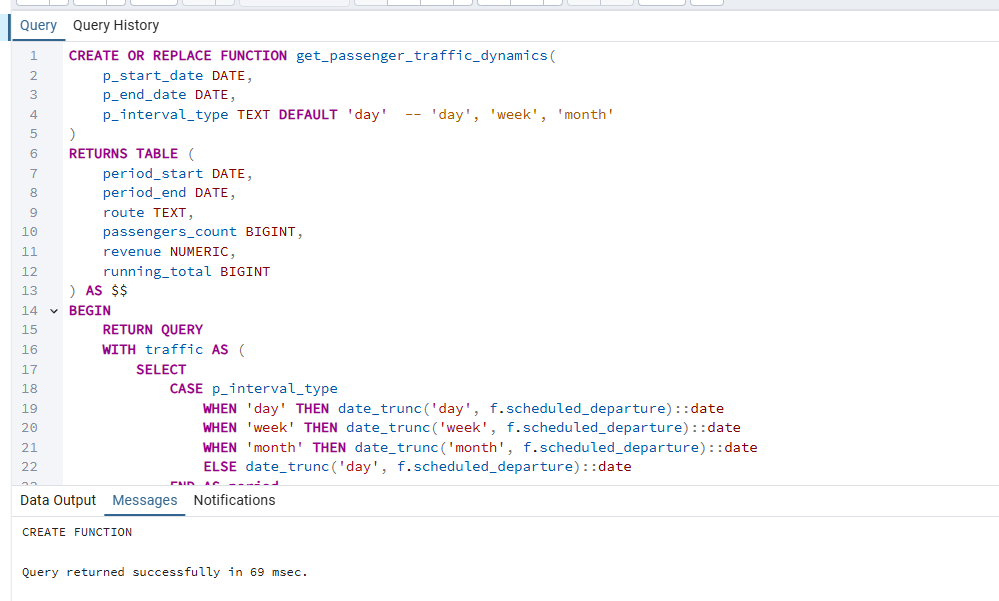 Query Query History
1 CREATE OR REPLACE FUNCTION get_passenger_traffic_dynamics(
2 p_start_date DATE,
3 p_end_date DATE,
4 p_interval_type TEXT DEFAULT 'day'  -- 'day', 'week', 'month'
5 )
6 RETURNS TABLE (
7 period_start DATE,
8 period_end DATE,
9 route TEXT,
10 passengers_count BIGINT,
11 revenue NUMERIC,
12 running_total BIGINT
13 ) AS $$
14 BEGIN
15 RETURN QUERY
16 WITH traffic AS (
17 SELECT
18 CASE p_interval_type
19 WHEN 'day' THEN date_trunc('day', f.scheduled_departure)::date
20 WHEN 'week' THEN date_trunc('week', f.scheduled_departure)::date
21 WHEN 'month' THEN date_trunc('month', f.scheduled_departure)::date
22 ELSE date_trunc('day', f.scheduled_departure)::date
23 END AS period
Data Output Messages Notifications
CREATE FUNCTION
Query returned successfully in 69 msec.